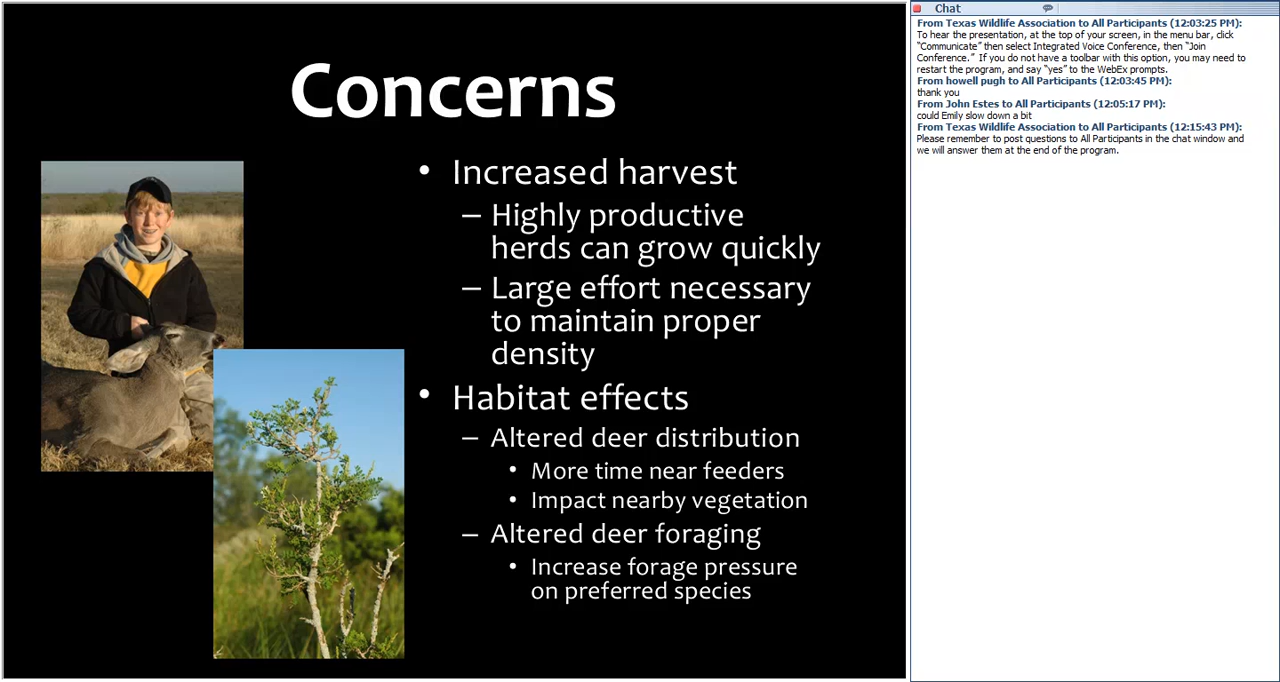 Concerns
• Increased harvest
– Highly productive
herds can grow quickly
– Large effort necessary
to maintain proper
density
• Habitat effects
– Altered deer distribution
• More time near feeders
• Impact nearby vegetation
– Altered deer foraging
• Increase forage pressure
on preferred species
Chat
From Texas Wildlife Association to All Participants (12:03:25 PM):
To hear the presentation, at the top of your screen, in the menu bar, click
“Communicate” then select Integrated Voice Conference, then “Join
Conference.” If you do not have a toolbar with this option, you may need to
restart the program, and say “yes” to the WebEx prompts.
From howell pugh to All Participants (12:03:45 PM):
thank you
From John Estes to All Participants (12:05:17 PM):
could Emily slow down a bit
From Texas Wildlife Association to All Participants (12:15:43 PM):
Please remember to post questions to All Participants in the chat window and
we will answer them at the end of the program.